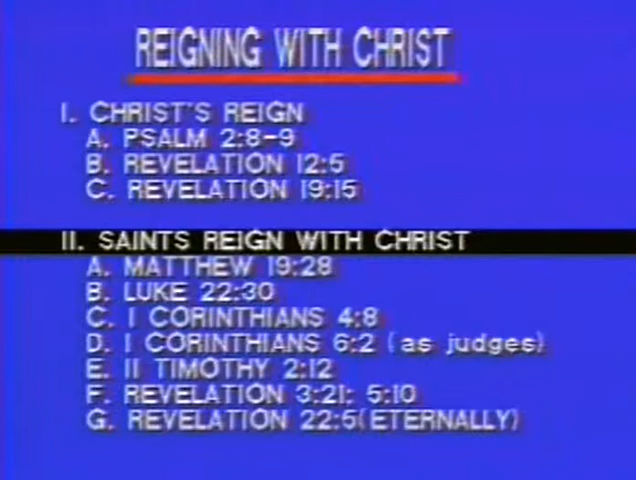 REIGNING WITH CHRIST
I. CHRIST'S REIGN
A. PSALM 2:8-9
B. REVELATION 12:5
C. REVELATION 19:15
II. SAINTS REIGN WITH CHRIST
A. MATTHEW 19:28
B. LUKE 22:30
C. I CORINTHIANS 4:8
D. I CORINTHIANS 6:2 (as judges)
E. II TIMOTHY 2:12
F. REVELATION 3:21; 5:10
G. REVELATION 22:5(ETERNALLY)